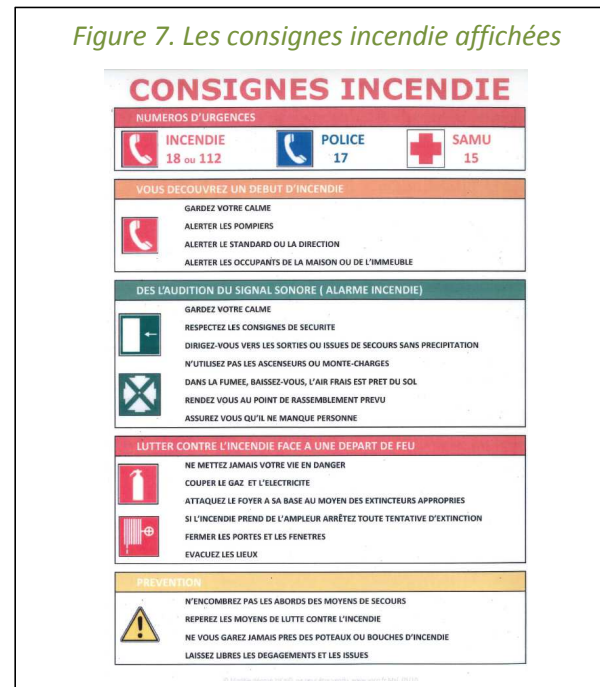 Figure 7. Les consignes incendie affichées
CONSIGNES INCENDIE
NUMEROS D'URGENCES
INCENDIE
18 ou 112
POLICE
17
SAMU
15
VOUS DECOUVREZ UN DEBUT D'INCENDIE
GARDEZ VOTRE CALME
ALERTER LES POMPIERS
ALERTER LE STANDARD OU LA DIRECTION
ALERTER LES OCCUPANTS DE LA MAISON OU DE L'IMMEUBLE
DES L'AUDITION DU SIGNAL SONORE ( ALARME INCENDIE)
GARDEZ VOTRE CALME
RESPECTEZ LES CONSIGNES DE SECURITE
DIRIGEZ-VOUS VERS LES SORTIES OU ISSUES DE SECOURS SANS PRECIPITATION
N'UTILISEZ PAS LES ASCENSEURS OU MONTE-CHARGES
DANS LA FUMEE, BAISSEZ-VOUS, L'AIR FRAIS EST PRET DU SOL
RENDEZ VOUS AU POINT DE RASSEMBLEMENT PREVU
ASSUREZ VOUS QU'IL NE MANQUE PERSONNE
LUTTER CONTRE L'INCENDIE FACE A UNE DEPART DE FEU
NE METTEZ JAMAIS VOTRE VIE EN DANGER
COUPER LE GAZ ET L'ELECTRICITE
ATTAQUEZ LE FOYER A SA BASE AU MOYEN DES EXTINCTEURS APPROPRIES
SI L'INCENDIE PREND DE L'AMPLEUR ARRÊTEZ TOUTE TENTATIVE D'EXTINCTION
FERMER LES PORTES ET LES FENETRES
EVACUEZ LES LIEUX
PREVENTION
N'ENCOMBREZ PAS LES ABORDS DES MOYENS DE SECOURS
REPEREZ LES MOYENS DE LUTTE CONTRE L'INCENDIE
NE VOUS GAREZ JAMAIS PRES DES POTEAUX OU BOUCHES D'INCENDIE
LAISSEZ LIBRES LES DEGAGEMENTS ET LES ISSUES